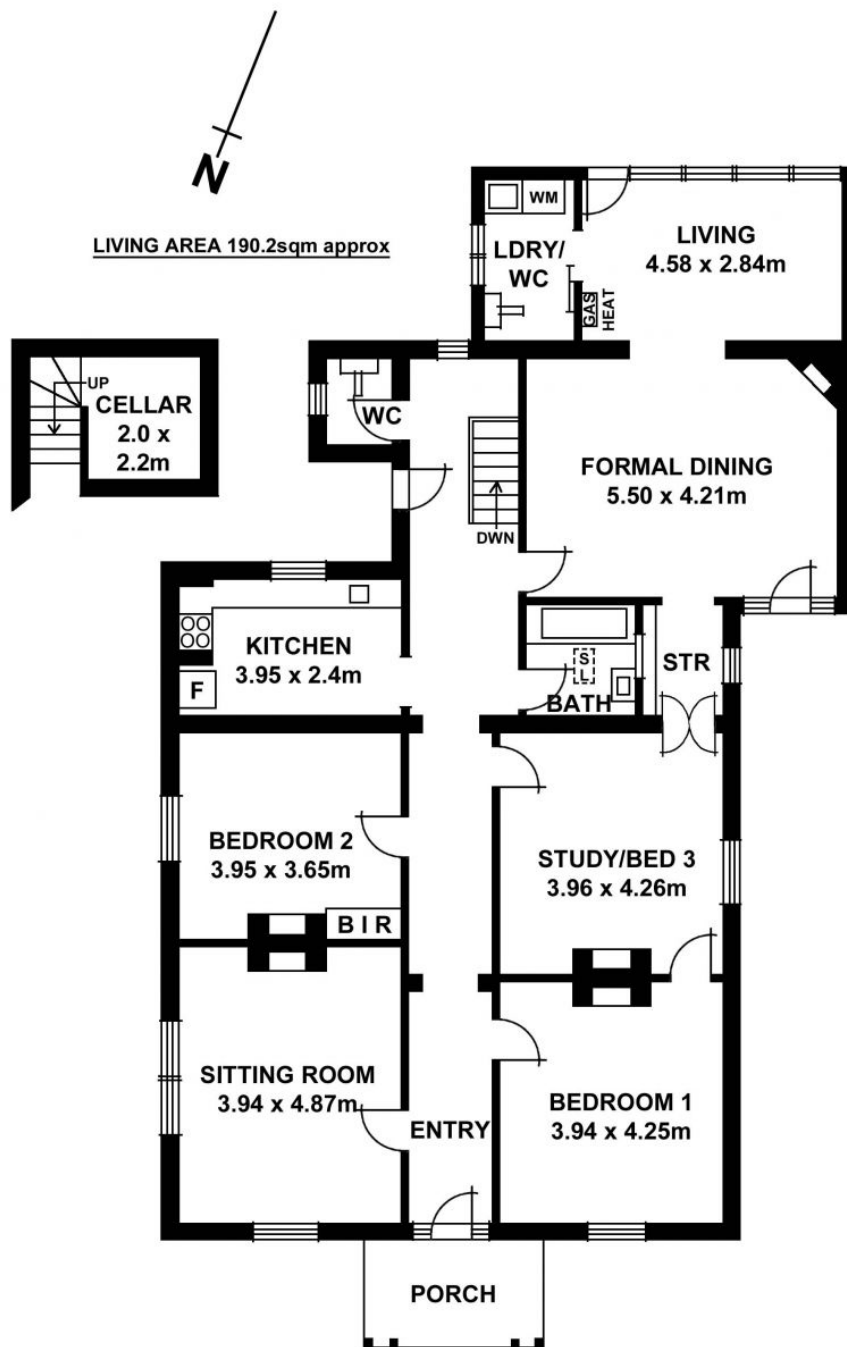 N
LIVING AREA 190.2sqm approx
WM
LDRY/
WC
LIVING
4.58 x 2.84m
GAS
HEAT
UP
CELLAR
2.0 x
2.2m
WC
FORMAL DINING
5.50 x 4.21m
DWN
KITCHEN
3.95 x 2.4m
F
S
L
BATH
STR
BEDROOM 2
3.95 x 3.65m
B I R
STUDY/BED 3
3.96 x 4.26m
SITTING ROOM
3.94 x 4.87m
ENTRY
BEDROOM 1
3.94 x 4.25m
PORCH